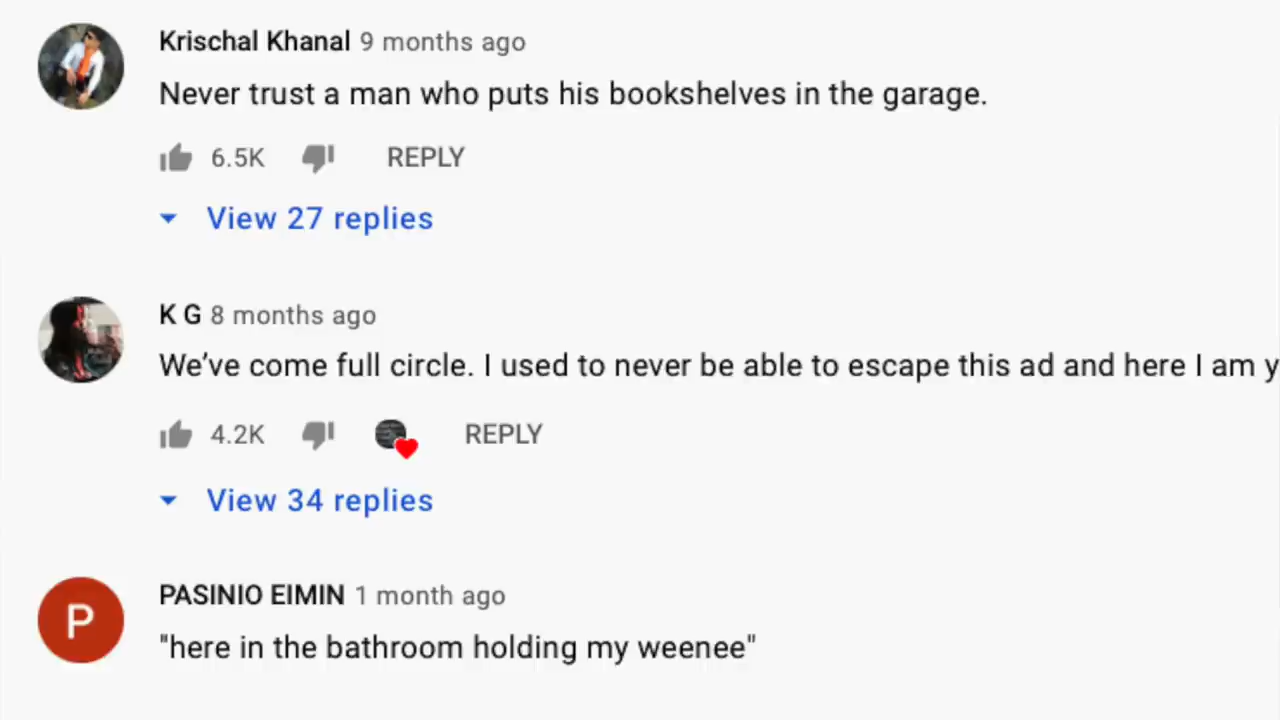 Krischal Khanal 9 months ago
Never trust a man who puts his bookshelves in the garage.
6.5K REPLY
View 27 replies
K G 8 months ago
We’ve come full circle. I used to never be able to escape this ad and here I am y
4.2K REPLY
View 34 replies
P
PASINIO EIMIN 1 month ago
"here in the bathroom holding my weenee"